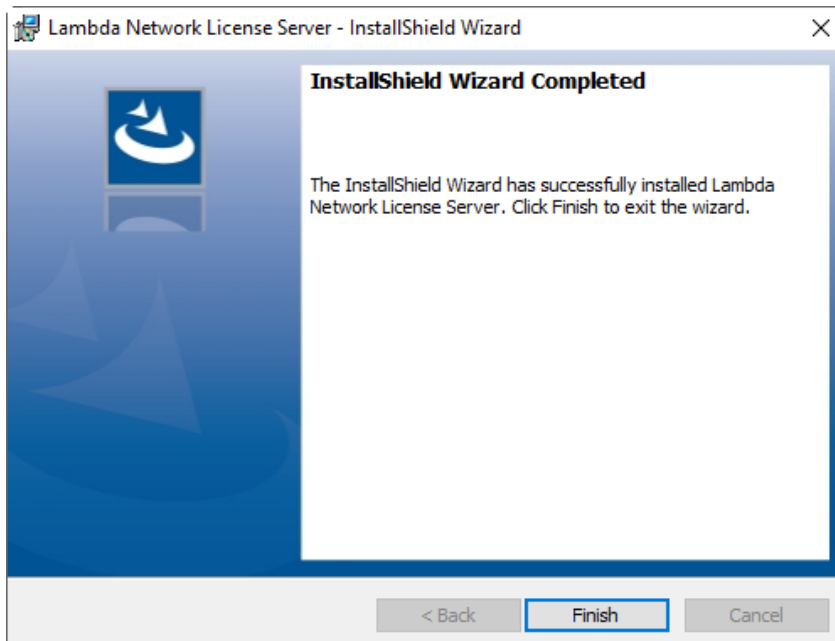 Lambda Network License Server - InstallShield Wizard
InstallShield Wizard Completed
The InstallShield Wizard has successfully installed Lambda
Network License Server. Click Finish to exit the wizard.
< Back
Finish
Cancel